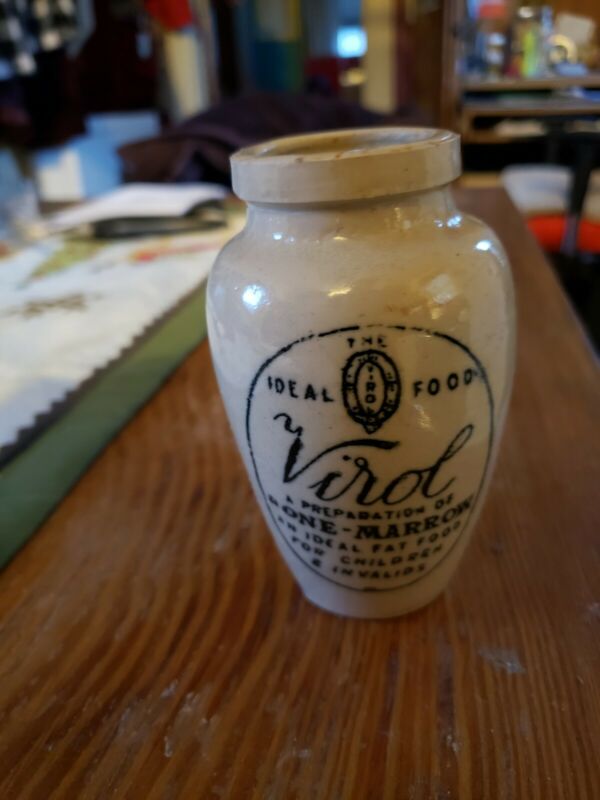 THE
IDEAL VIROL FOOD
Virol
A PREPARATION OF
BONE-MARROW
AN IDEAL FAT FOOD
FOR CHILDREN
& INVALIDS